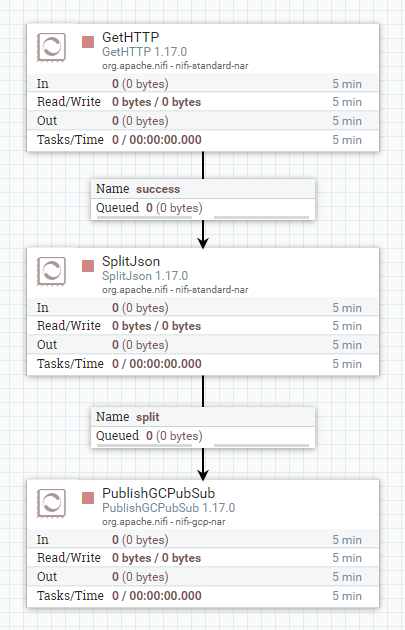 GetHTTP
GetHTTP 1.17.0
org.apache.nifi - nifi-standard-nar
In 0 (0 bytes) 5 min
Read/Write 0 bytes / 0 bytes 5 min
Out 0 (0 bytes) 5 min
Tasks/Time 0 / 00:00:00.000 5 min
Name success
Queued 0 (0 bytes)
SplitJson
SplitJson 1.17.0
org.apache.nifi - nifi-standard-nar
In 0 (0 bytes) 5 min
Read/Write 0 bytes / 0 bytes 5 min
Out 0 (0 bytes) 5 min
Tasks/Time 0 / 00:00:00.000 5 min
Name split
Queued 0 (0 bytes)
PublishGCPubSub
PublishGCPubSub 1.17.0
org.apache.nifi - nifi-gcp-nar
In 0 (0 bytes) 5 min
Read/Write 0 bytes / 0 bytes 5 min
Out 0 (0 bytes) 5 min
Tasks/Time 0 / 00:00:00.000 5 min